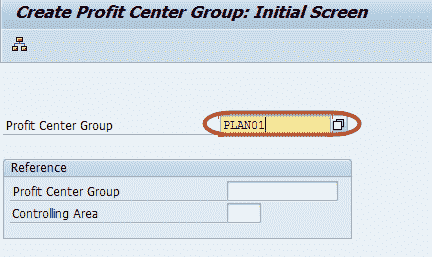 Create Profit Center Group: Initial Screen
Profit Center Group PLAN01
Reference
Profit Center Group
Controlling Area